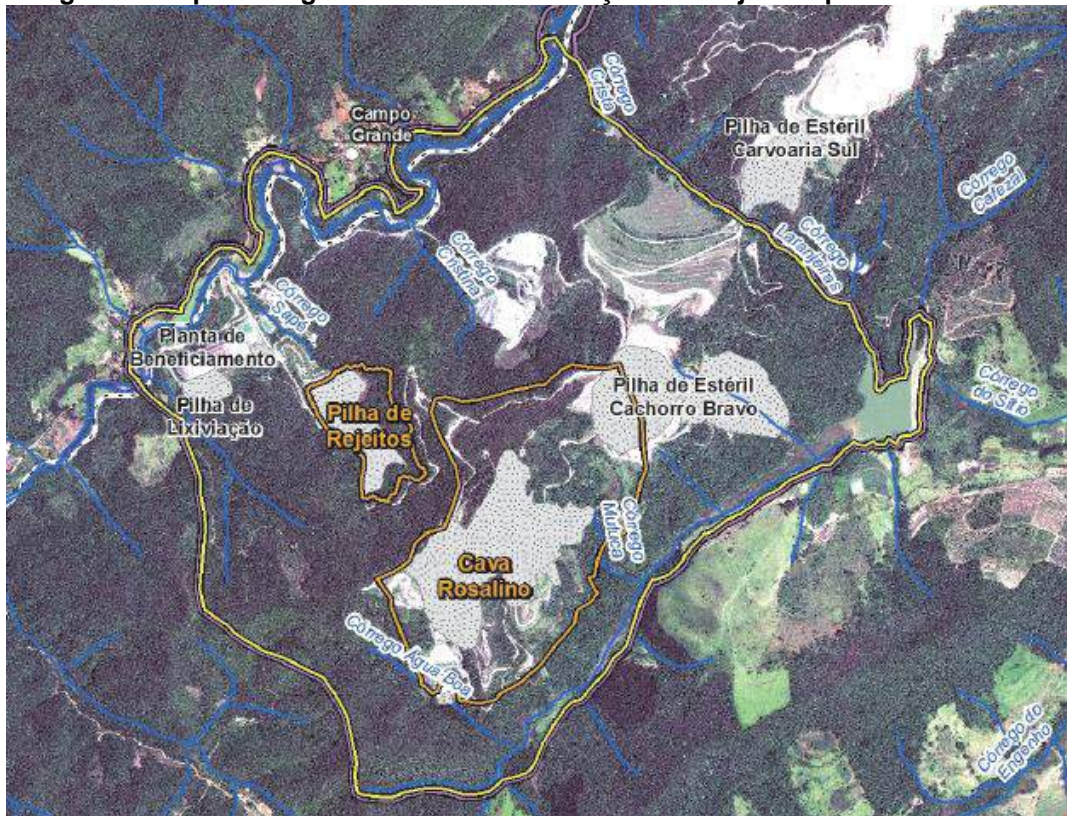 Campo
Grande
Córrego
Crista
Pilha de Estéril
Carvoaria Sul
Córrego
Cafezal
Córrego
Laranjeiras
Córrego
Cristina
Córrego
Sapé
Planta de
Beneficiamento
Pilha de
Lixiviação
Pilha de
Rejeitos
Pilha de Estéril
Cachorro Bravo
Córrego
do Sítio
Córrego
Mutuca
Cava
Rosalino
Córrego Água Boa
Córrego do
Engenho